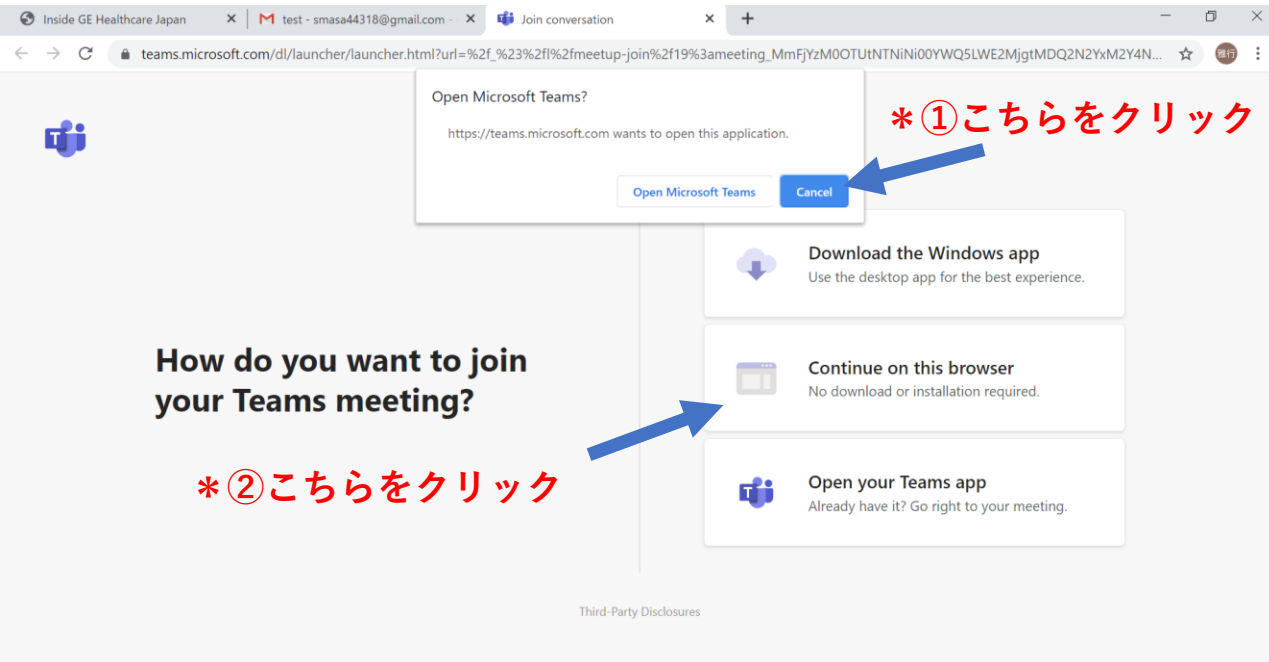 Inside GE Healthcare Japan
test - smasa44318@gmail.com -
Join conversation
teams.microsoft.com/dl/launcher/launcher.html?url=%2f_%23%2fl%2fmeetup-join%2f19%3ameeting_MmFjYzM0OTUtNTNiNi00YWQ5LWE2MjgtMDQ2N2YxM2Y4N...
雅行
Open Microsoft Teams?
https://teams.microsoft.com wants to open this application.
Open Microsoft Teams
Cancel
＊①こちらをクリック
Download the Windows app
Use the desktop app for the best experience.
How do you want to join
your Teams meeting?
Continue on this browser
No download or installation required.
＊②こちらをクリック
Open your Teams app
Already have it? Go right to your meeting.
Third-Party Disclosures